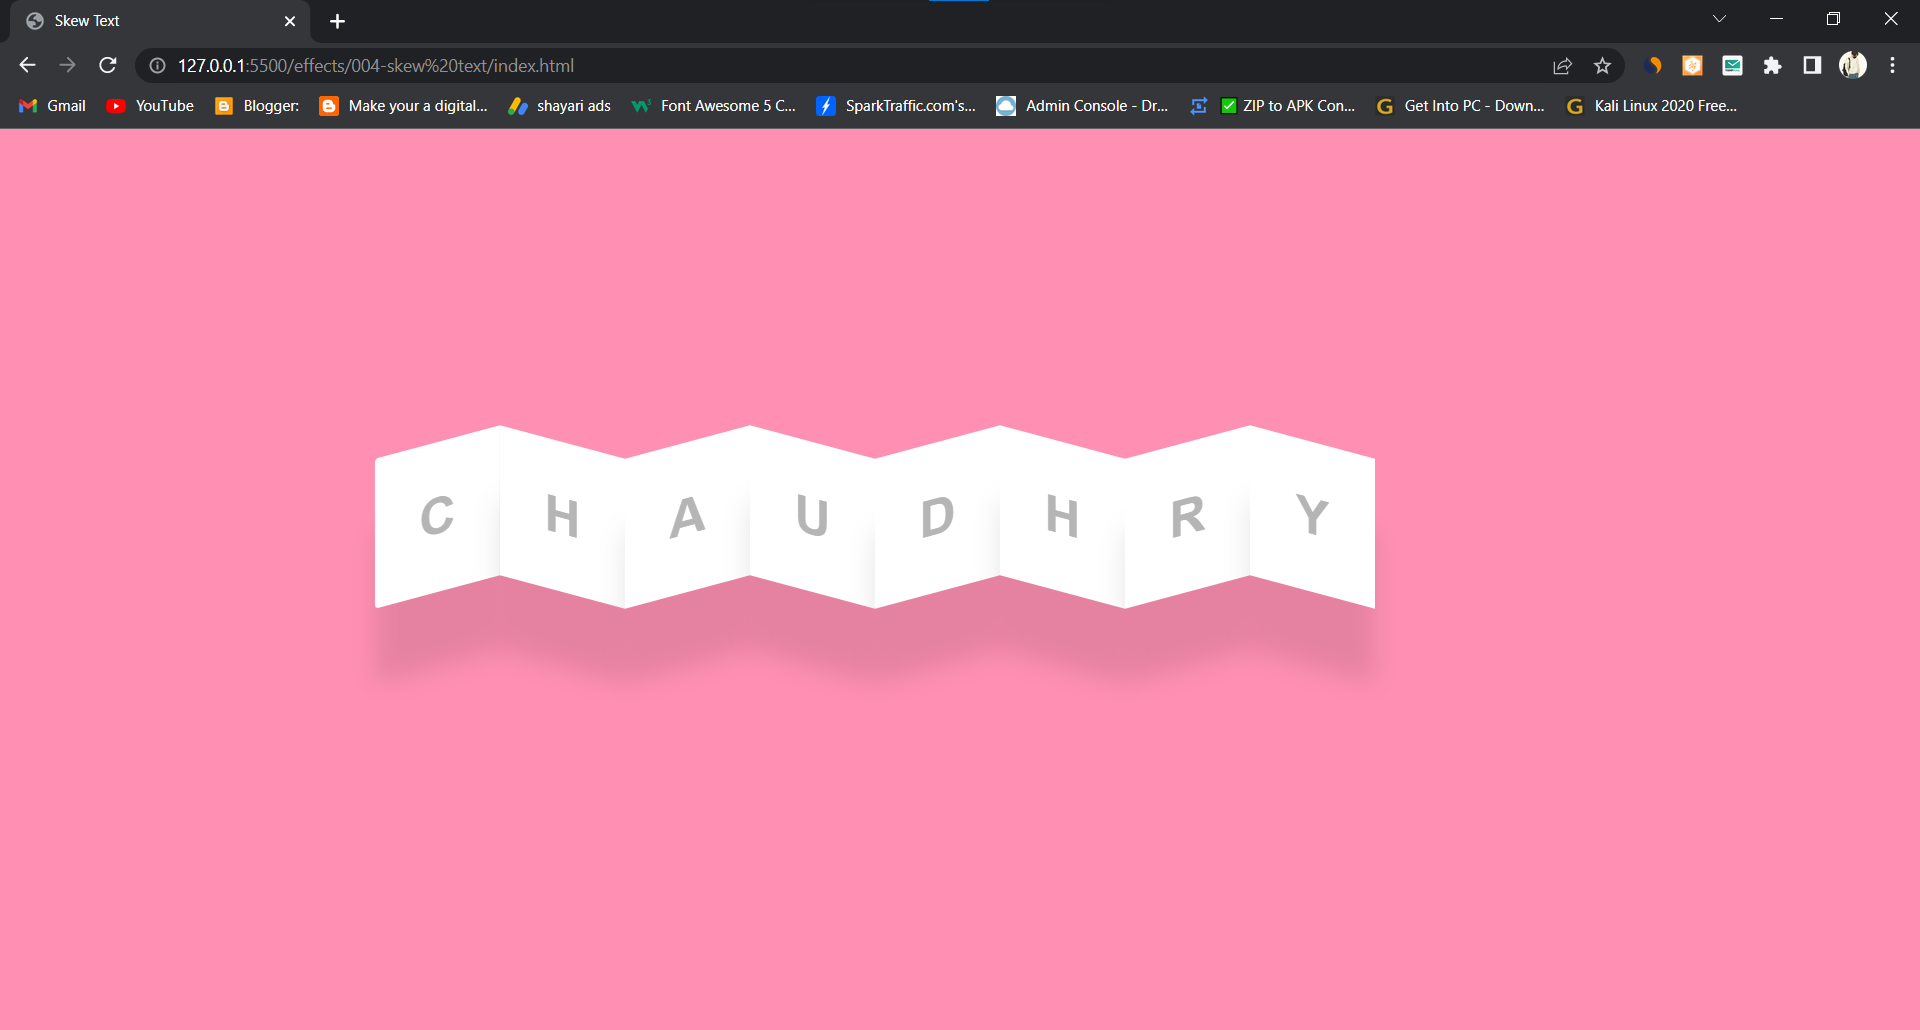 Skew Text
127.0.0.1:5500/effects/004-skew%20text/index.html
Gmail YouTube Blogger: Make your a digital... shayari ads Font Awesome 5 C... SparkTraffic.com's... Admin Console - Dr... ZIP to APK Con... Get Into PC - Down... Kali Linux 2020 Free...
CHAUDHRY